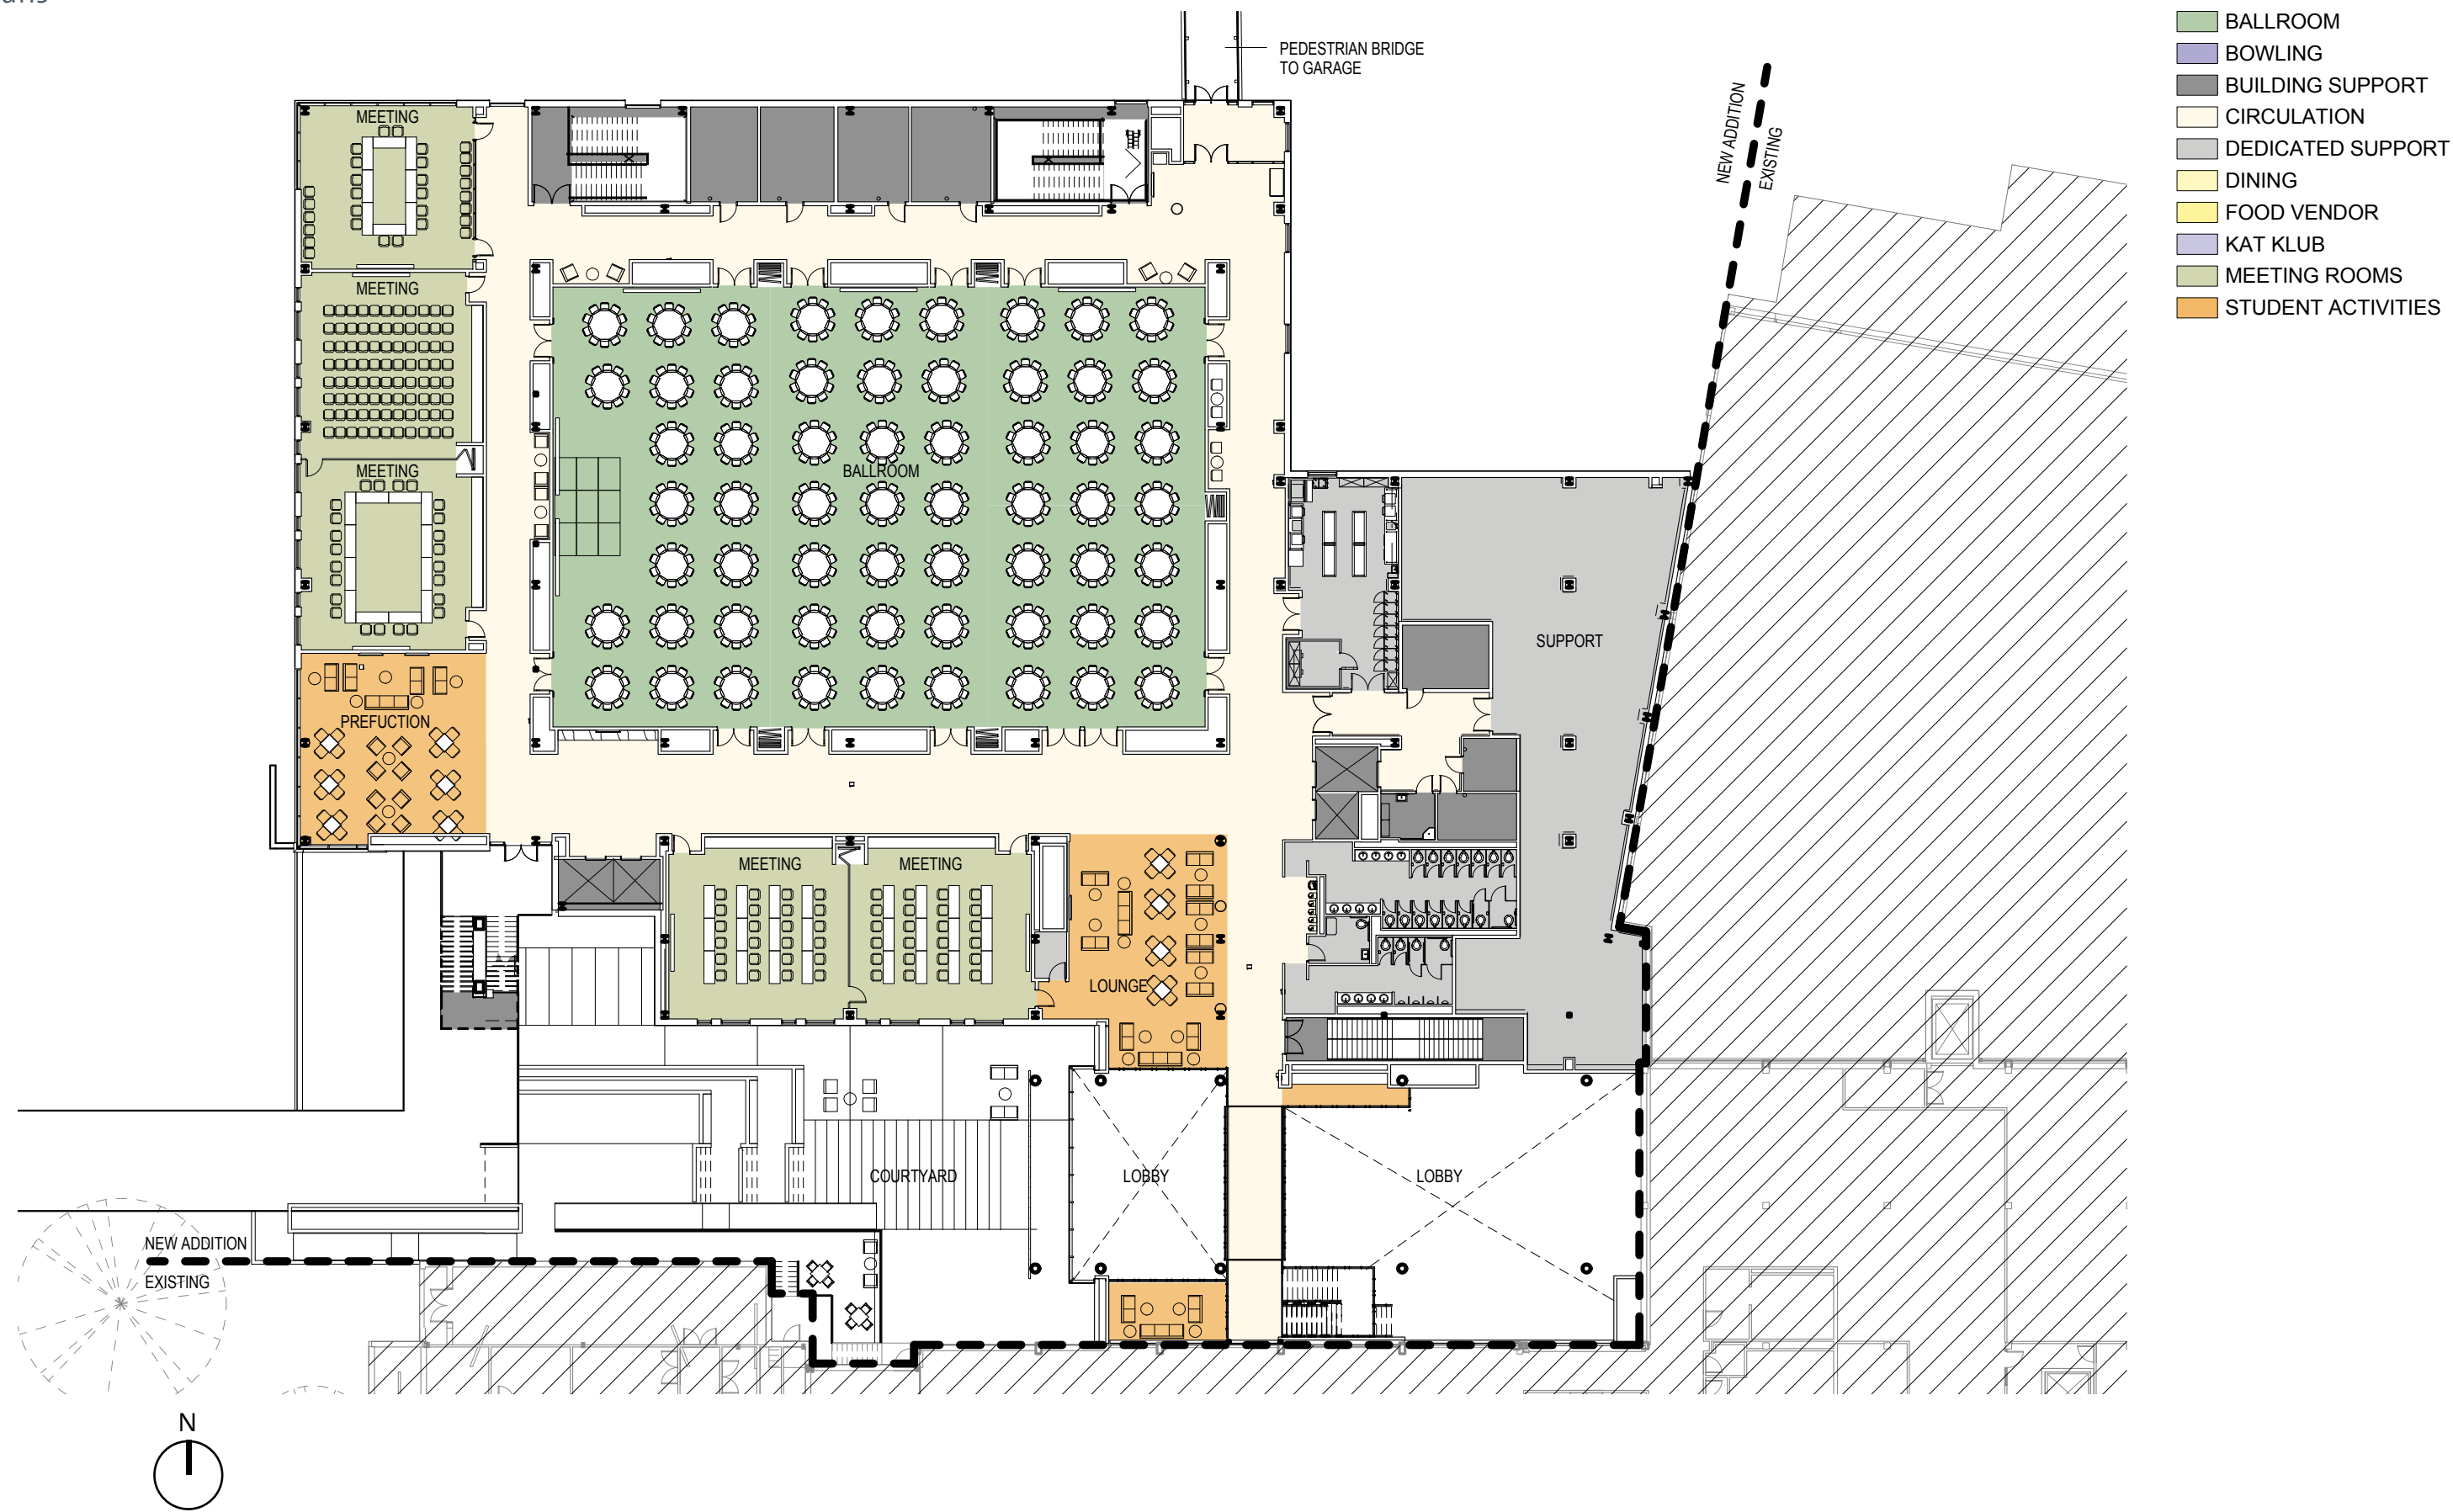 PEDESTRIAN BRIDGE
TO GARAGE
BALLROOM
BOWLING
BUILDING SUPPORT
CIRCULATION
DEDICATED SUPPORT
DINING
FOOD VENDOR
KAT KLUB
MEETING ROOMS
STUDENT ACTIVITIES
NEW ADDITION
EXISTING
MEETING
MEETING
MEETING
BALLROOM
SUPPORT
PREFUCTION
MEETING
MEETING
LOUNGE
COURTYARD
LOBBY
LOBBY
NEW ADDITION
EXISTING
N